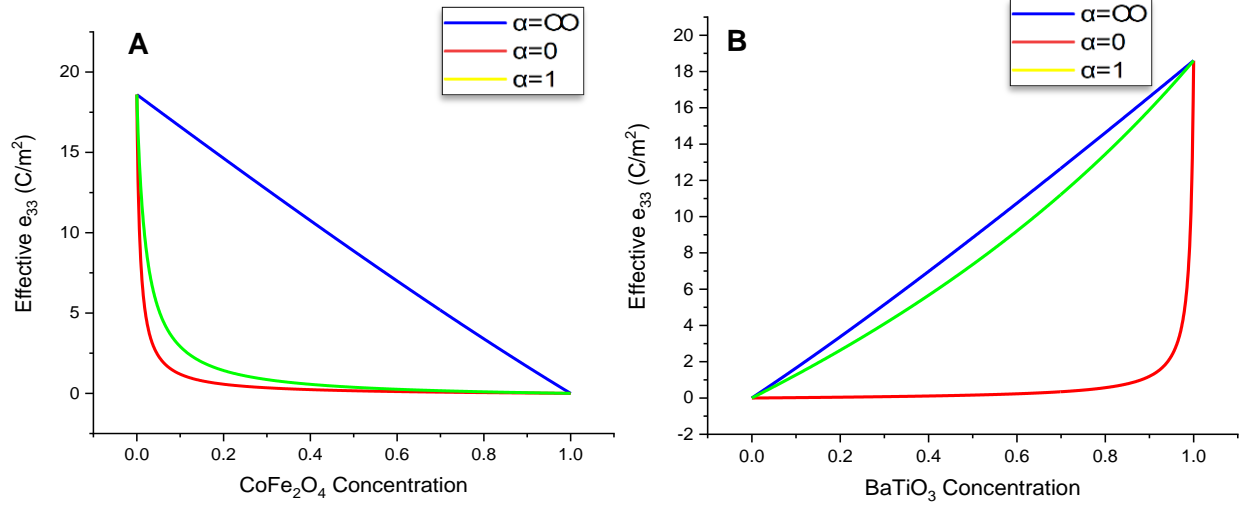 A
α=∞
α=0
α=1
Effective e₃₃ (C/m²)
20
15
10
5
0
0.0 0.2 0.4 0.6 0.8 1.0
CoFe₂O₄ Concentration
B
α=∞
α=0
α=1
Effective e₃₃ (C/m²)
20
18
16
14
12
10
8
6
4
2
0
-2
0.0 0.2 0.4 0.6 0.8 1.0
BaTiO₃ Concentration